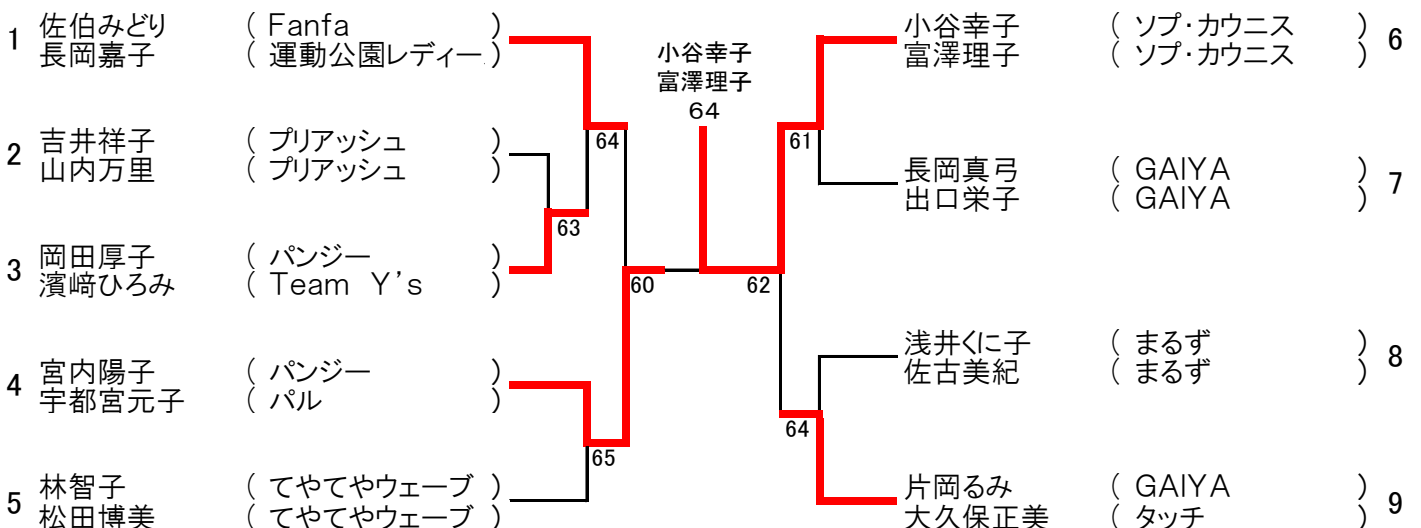 1 佐伯みどり ( Fanfa )
長岡嘉子 ( 運動公園レディー )
2 吉井祥子 ( プリアッシュ )
山内万里 ( プリアッシュ )
3 岡田厚子 ( パンジー )
濱﨑ひろみ ( Team Y's )
4 宮内陽子 ( パンジー )
宇都宮元子 ( パル )
5 林智子 ( てやてやウェーブ )
松田博美 ( てやてやウェーブ )
64
63
60
65
小谷幸子
富澤理子
64
61
62
64
小谷幸子 ( ソプ・カウニス ) 6
富澤理子 ( ソプ・カウニス )
長岡真弓 ( GAIYA ) 7
出口栄子 ( GAIYA )
浅井くに子 ( まるず ) 8
佐古美紀 ( まるず )
片岡るみ ( GAIYA ) 9
大久保正美 ( タッチ )